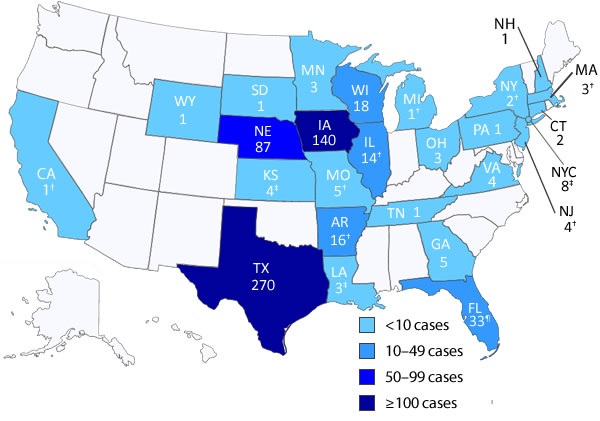 NH
1
MA
3†
MN
3
WI
18
SD
1
WY
1
MI
1†
NY
2†
IA
140
NE
87
CT
2
PA 1
OH
3
IL
14†
NYC
8‡
CA
1†
KS
4‡
MO
5†
VA
4
NJ
4†
TN 1
AR
16†
GA
5
TX
270
LA
3‡
FL
33¶
<10 cases
10–49 cases
50–99 cases
≥100 cases